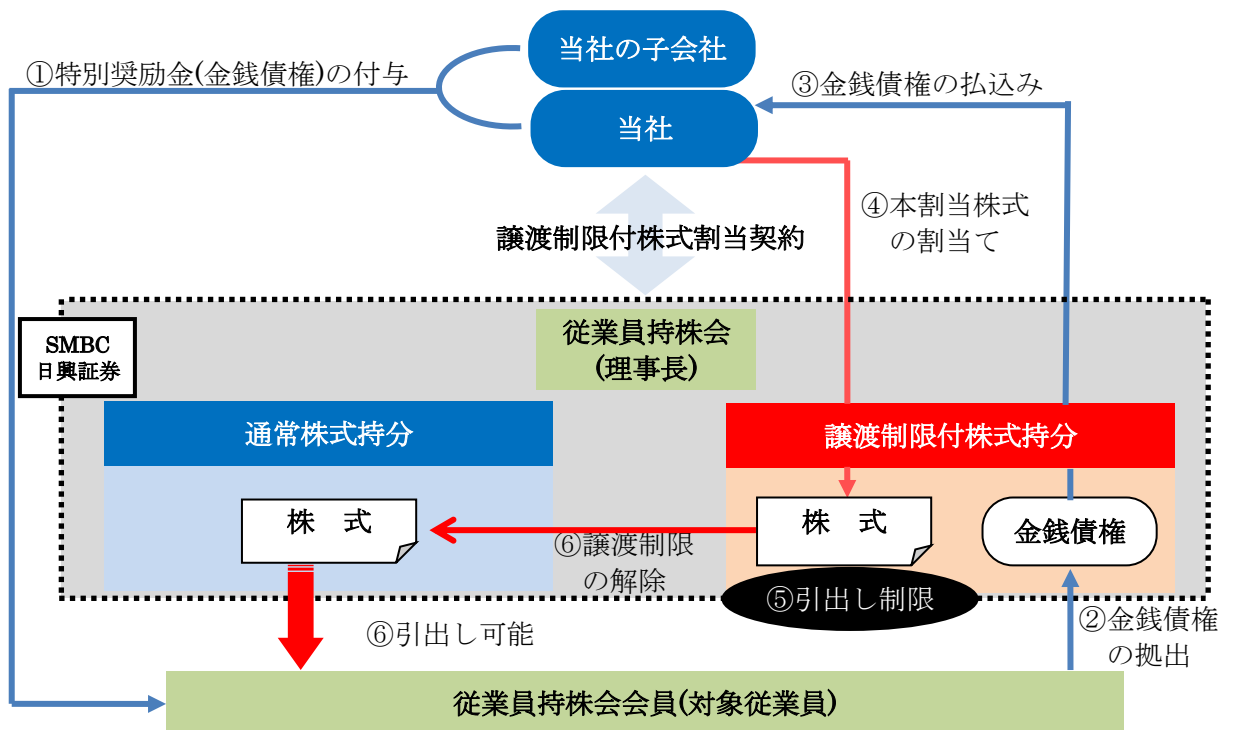 当社の子会社
①特別奨励金(金銭債権)の付与
③金銭債権の払込み
当社
④本割当株式
の割当て
譲渡制限付株式割当契約
SMBC
日興証券
従業員持株会
(理事長)
通常株式持分
譲渡制限付株式持分
株　式
株　式
金銭債権
⑥譲渡制限
の解除
⑤引出し制限
⑥引出し可能
②金銭債権
の拠出
従業員持株会会員(対象従業員)